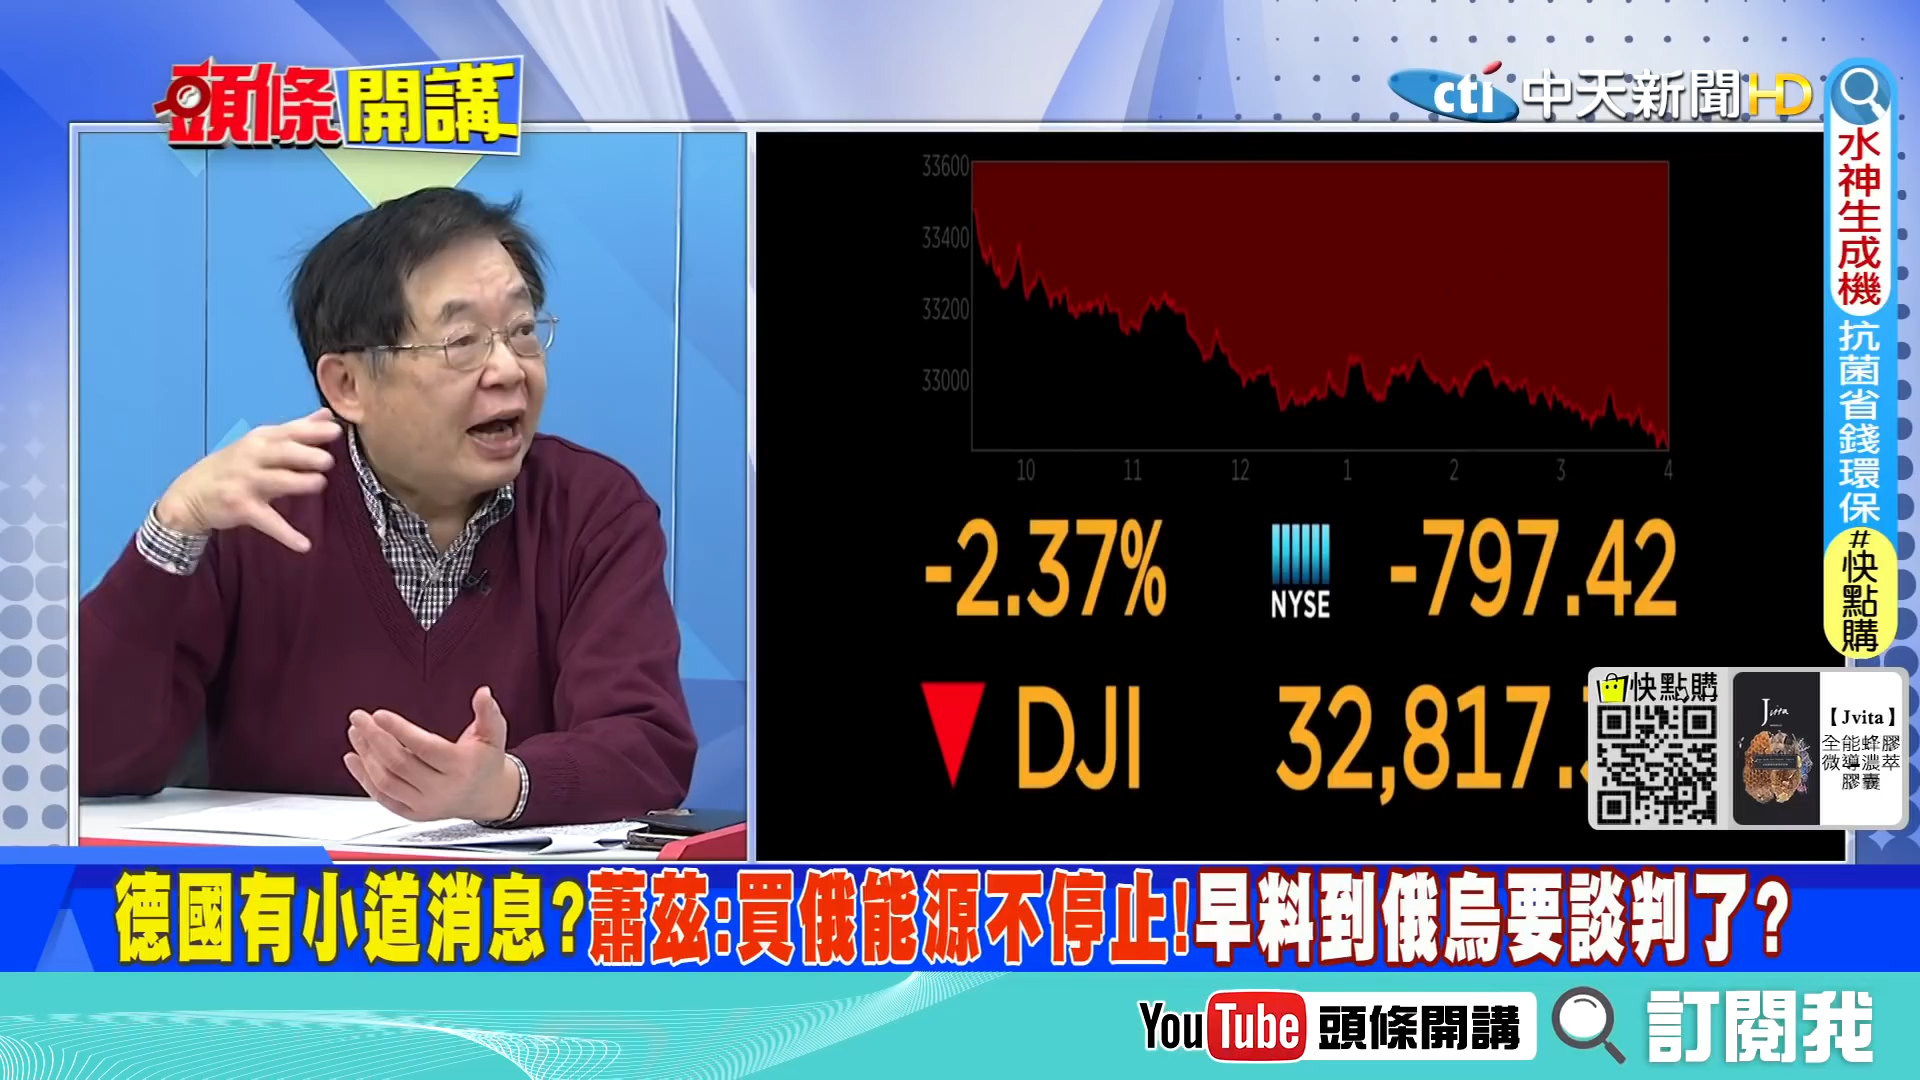 頭條開講
cti 中天新聞HD
水神生成機
抗菌省錢環保
#快點購
33600
33400
33200
33000
10 11 12 1 2 3 4
-2.37% NYSE -797.42
DJI 32,817.
快點購
Jvita
【Jvita】
全能蜂膠
微導濃萃
膠囊
德國有小道消息?蕭茲:買俄能源不停止!早料到俄烏要談判了?
YouTube 頭條開講 訂閱我